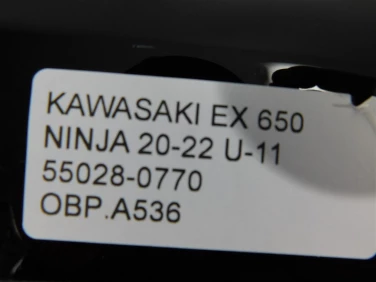 KAWASAKI EX 650
NINJA 20-22 U-11
55028-0770
OBP.A536